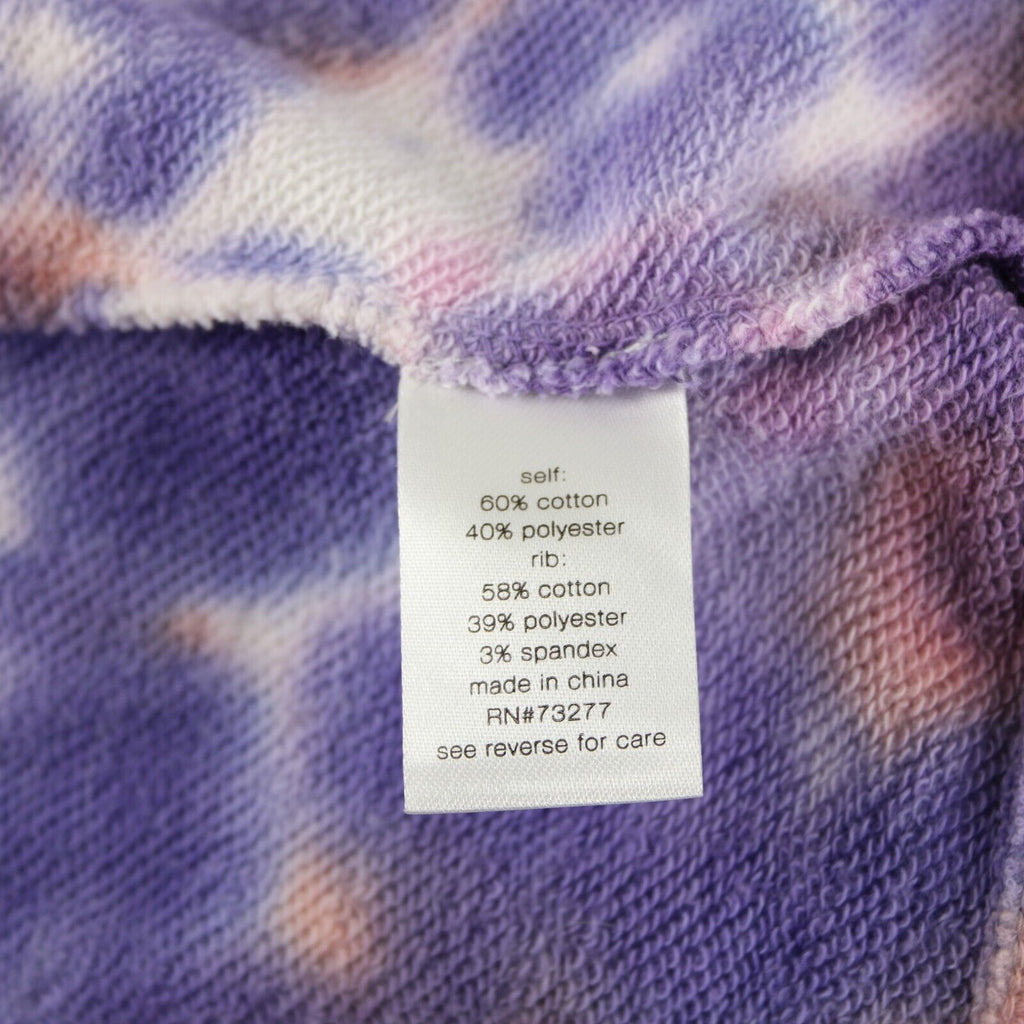 self:
60% cotton
40% polyester
rib:
58% cotton
39% polyester
3% spandex
made in china
RN#73277
see reverse for care